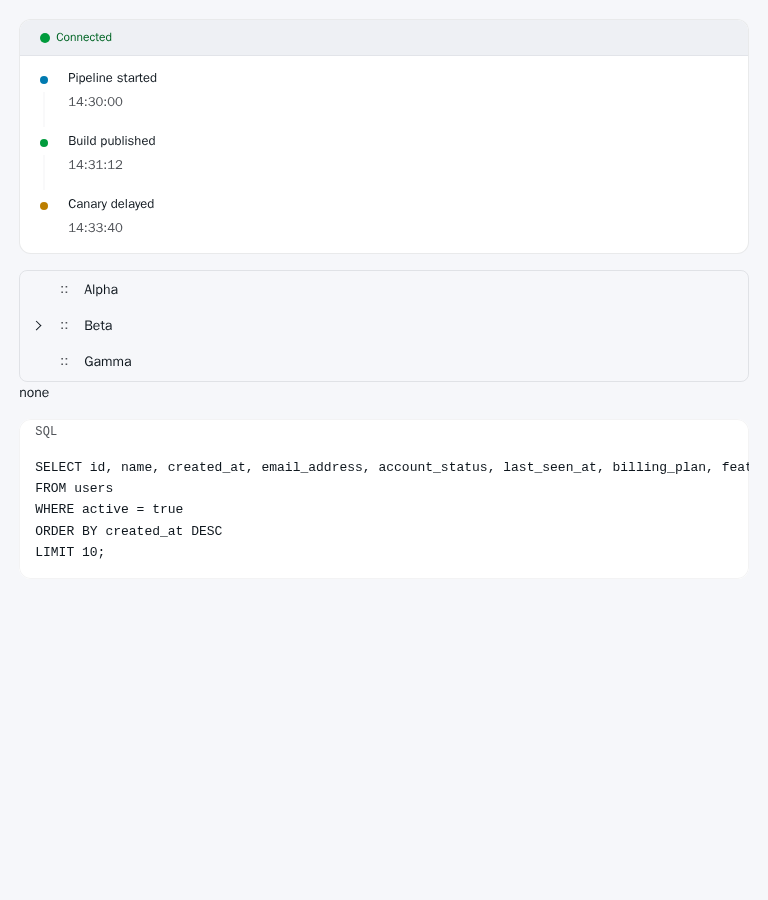 Connected
Pipeline started
14:30:00
Build published
14:31:12
Canary delayed
14:33:40
:: Alpha
:: Beta
:: Gamma
none
SQL
SELECT id, name, created_at, email_address, account_status, last_seen_at, billing_plan, feat
FROM users
WHERE active = true
ORDER BY created_at DESC
LIMIT 10;